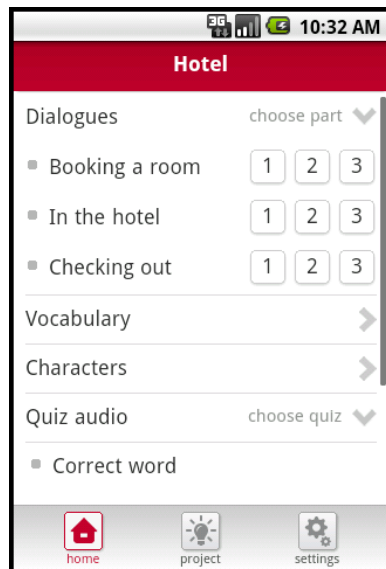 3G 10:32 AM
Hotel
Dialogues choose part
Booking a room 1 2 3
In the hotel 1 2 3
Checking out 1 2 3
Vocabulary
Characters
Quiz audio choose quiz
Correct word
home project settings